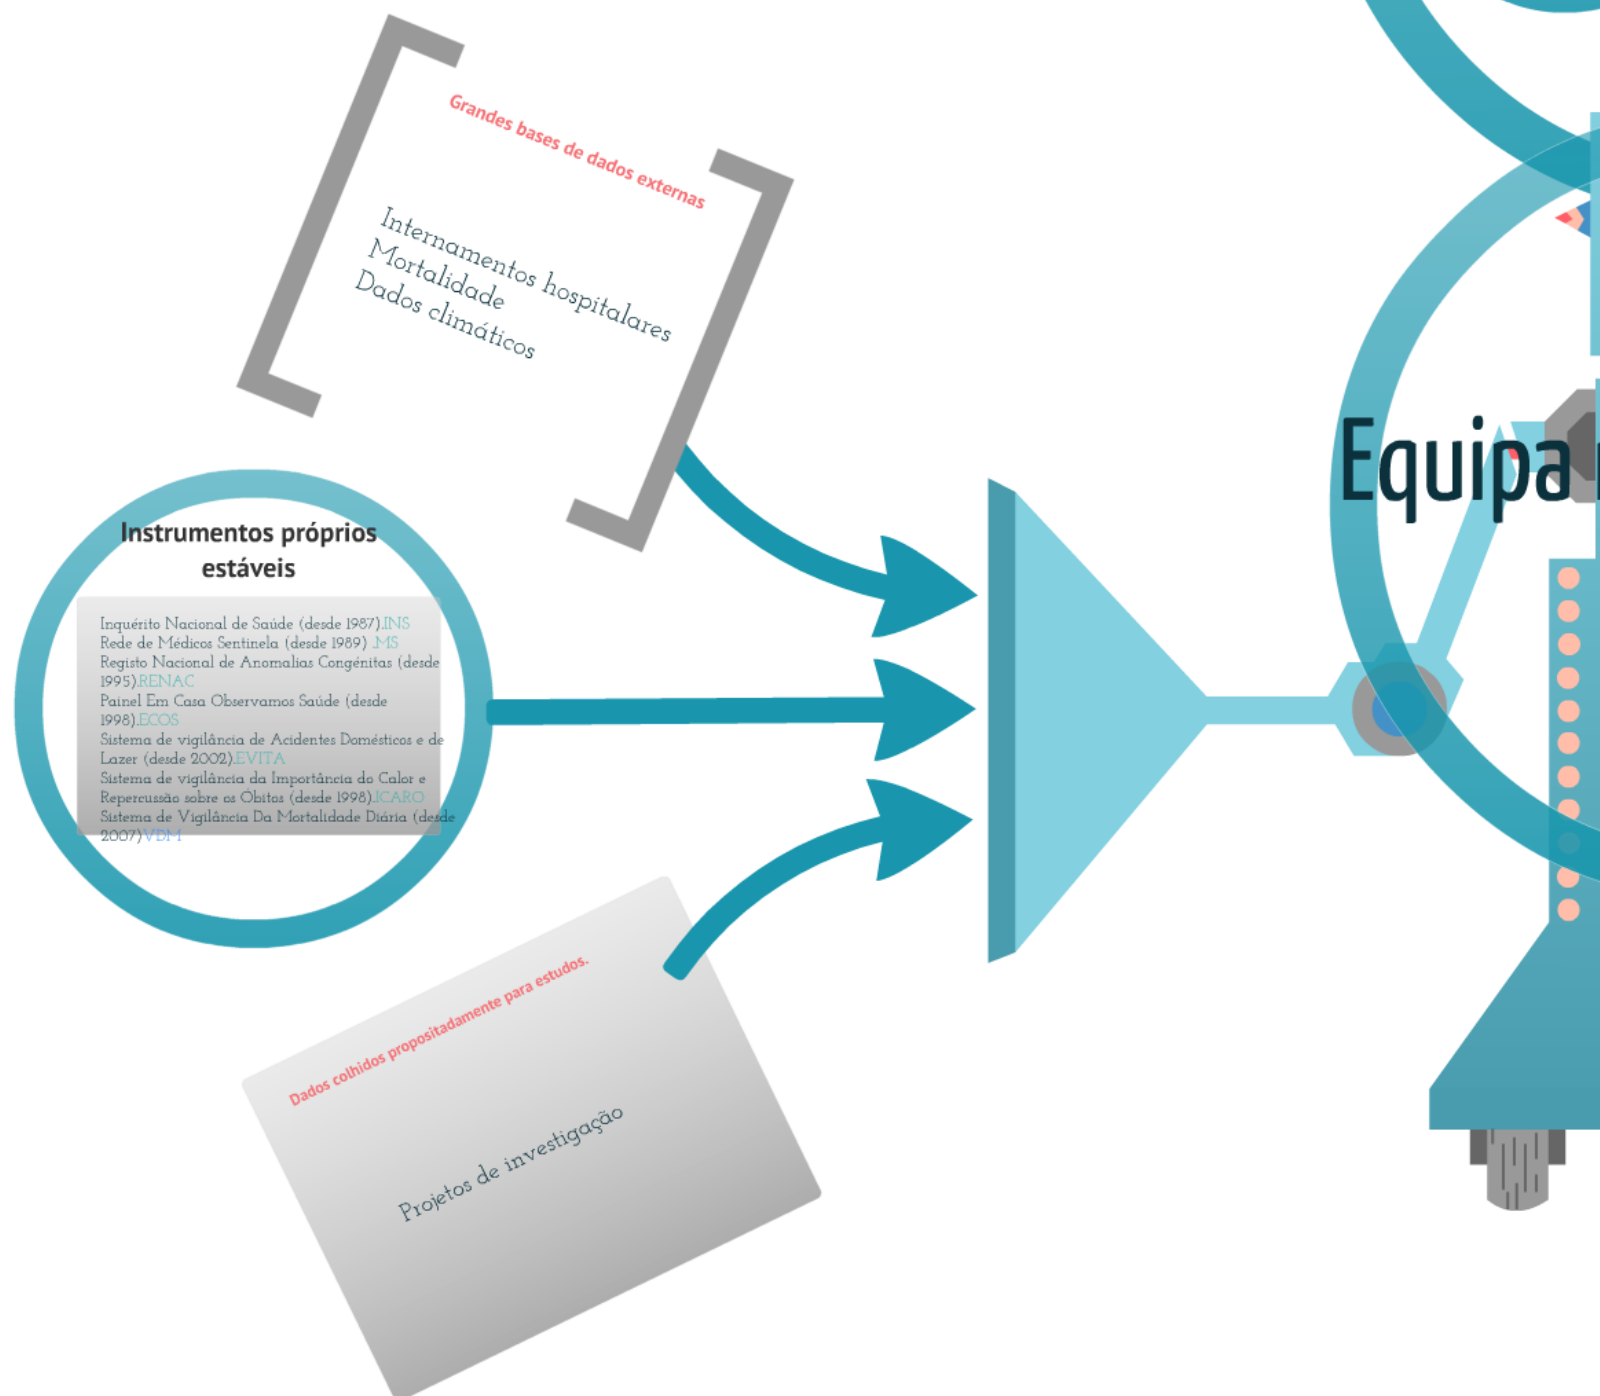 Grandes bases de dados externas
Internamentos hospitalares
Mortalidade
Dados climáticos
Instrumentos próprios
estáveis
Inquérito Nacional de Saúde (desde 1987).INS
Rede de Médicos Sentinela (desde 1989) .MS
Registo Nacional de Anomalias Congénitas (desde
1995).RENAC
Painel Em Casa Observamos Saúde (desde
1998).ECOS
Sistema de vigilância de Acidentes Domésticos e de
Lazer (desde 2002).EVITA
Sistema de vigilância da Importância do Calor e
Repercussão sobre os Óbitos (desde 1998).ICARO
Sistema de Vigilância Da Mortalidade Diária (desde
2007)VDM
Equipa
Dados colhidos propositadamente para estudos.
Projetos de investigação